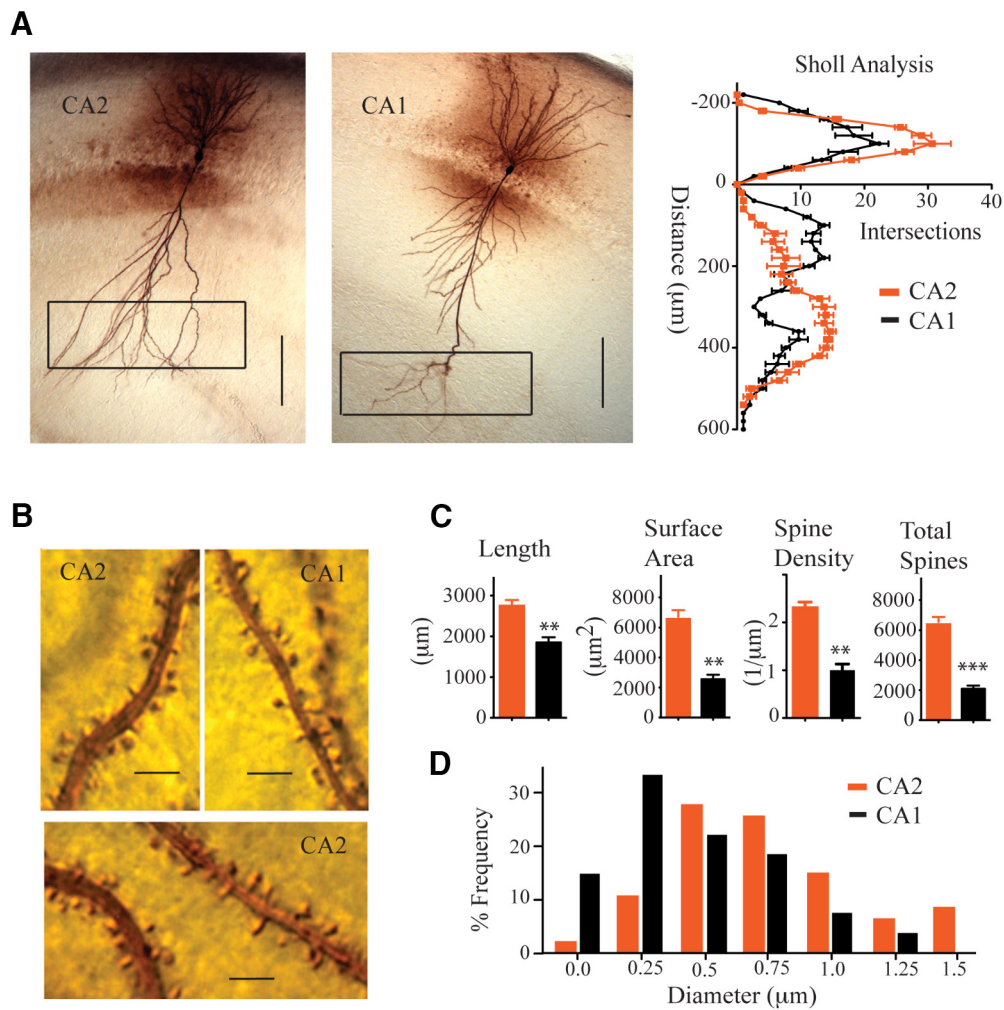 A
CA2
CA1
Sholl Analysis
-200
0
200
400
600
Distance (μm)
10
20
30
40
Intersections
CA2
CA1
B
CA2
CA1
CA2
C
Length
(μm)
3000
2000
1000
0
**
Surface
Area
(μm-2)
8000
6000
4000
2000
0
**
Spine
Density
(1/μm)
2
1
0
**
Total
Spines
8000
6000
4000
2000
0
***
D
% Frequency
30
20
10
0
CA2
CA1
0.0
0.25
0.5
0.75
1.0
1.25
1.5
Diameter (μm)